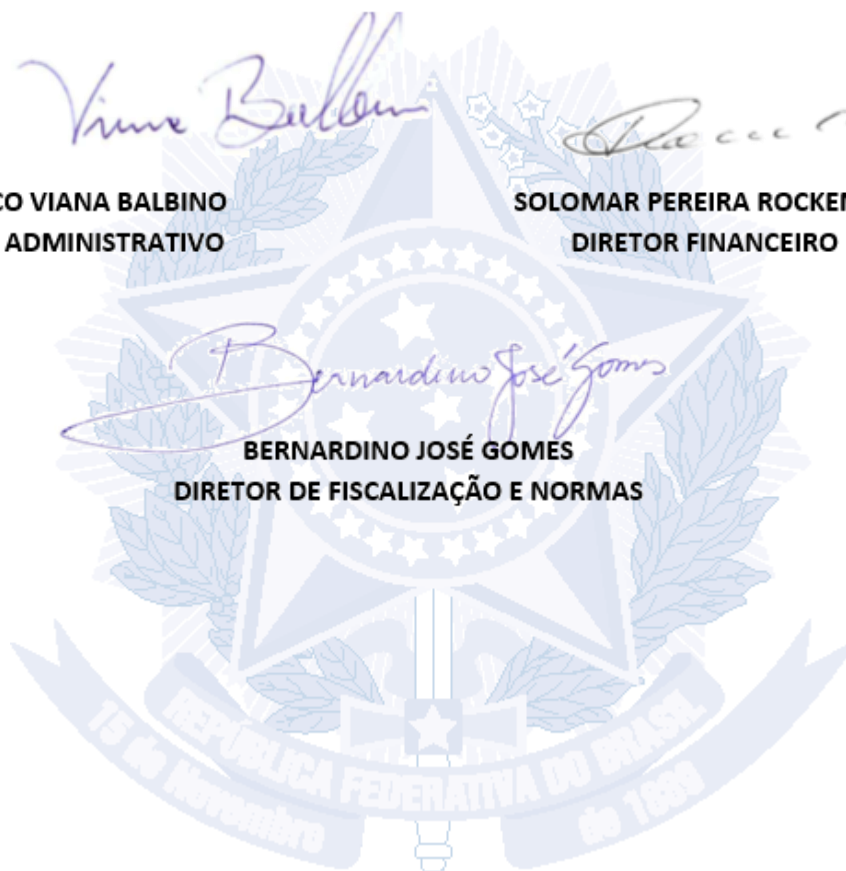 Viana Balbino
CO VIANA BALBINO
ADMINISTRATIVO
SOLOMAR PEREIRA ROCKEN
DIRETOR FINANCEIRO
Bernardino José Gomes
BERNARDINO JOSÉ GOMES
DIRETOR DE FISCALIZAÇÃO E NORMAS
REPÚBLICA FEDERATIVA DO BRASIL
15 de Novembro de 1889